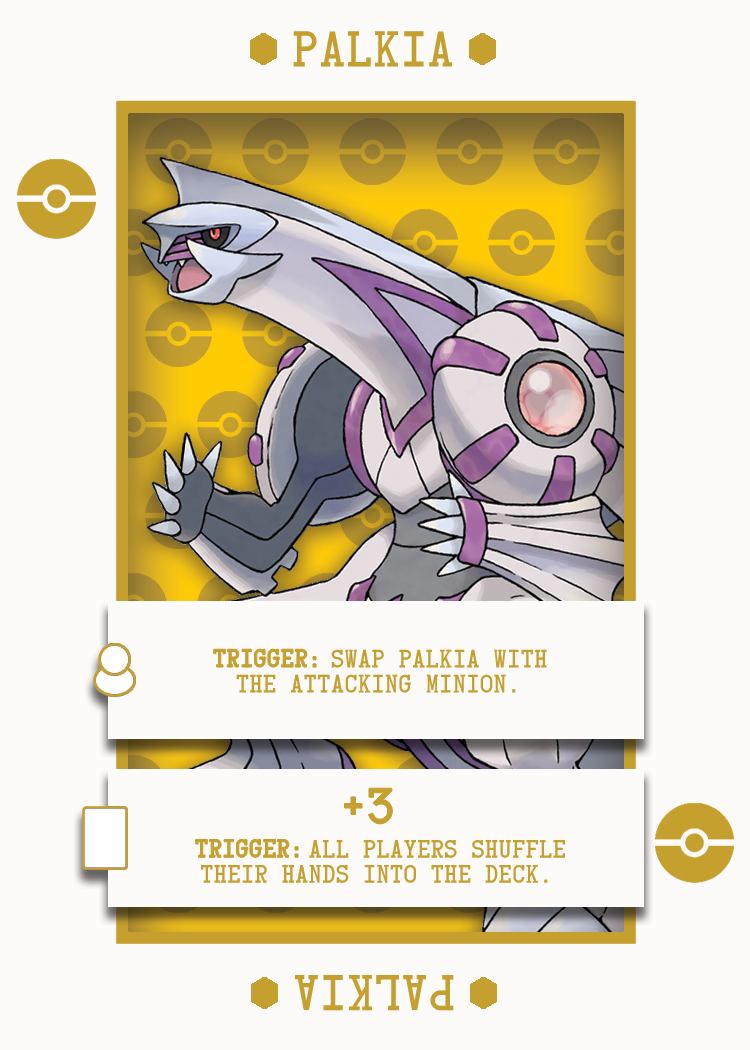 PALKIA
TRIGGER: SWAP PALKIA WITH
THE ATTACKING MINION.
+3
TRIGGER: ALL PLAYERS SHUFFLE
THEIR HANDS INTO THE DECK.
PALKIA